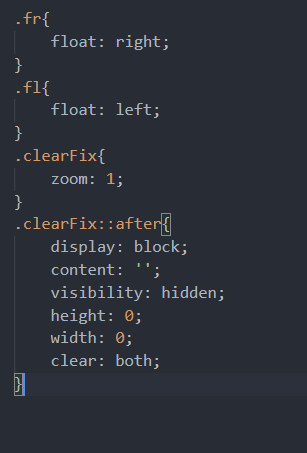 .fr{
    float: right;
}
.fl{
    float: left;
}
.clearFix{
    zoom: 1;
}
.clearFix::after{
    display: block;
    content: '';
    visibility: hidden;
    height: 0;
    width: 0;
    clear: both;
}